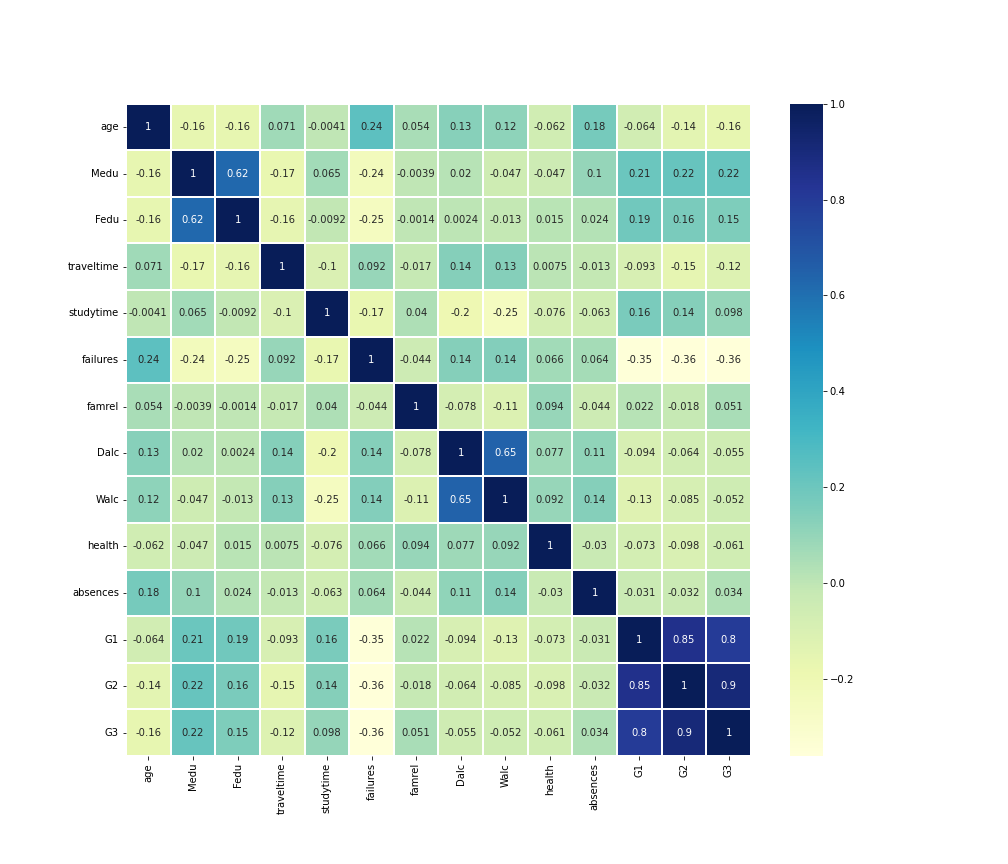 age 1 -0.16 -0.16 0.071 -0.0041 0.24 0.054 0.13 0.12 -0.062 0.18 -0.064 -0.14 -0.16
Medu -0.16 1 0.62 -0.17 0.065 -0.24 -0.0039 0.02 -0.047 -0.047 0.1 0.21 0.22 0.22
Fedu -0.16 0.62 1 -0.16 -0.0092 -0.25 -0.0014 0.0024 -0.013 0.015 0.024 0.19 0.16 0.15
traveltime 0.071 -0.17 -0.16 1 -0.1 0.092 -0.017 0.14 0.13 0.0075 -0.013 -0.093 -0.15 -0.12
studytime -0.0041 0.065 -0.0092 -0.1 1 -0.17 0.04 -0.2 -0.25 -0.076 -0.063 0.16 0.14 0.098
failures 0.24 -0.24 -0.25 0.092 -0.17 1 -0.044 0.14 0.14 0.066 0.064 -0.35 -0.36 -0.36
famrel 0.054 -0.0039 -0.0014 -0.017 0.04 -0.044 1 -0.078 -0.11 0.094 -0.044 0.022 -0.018 0.051
Dalc 0.13 0.02 0.0024 0.14 -0.2 0.14 -0.078 1 0.65 0.077 0.11 -0.094 -0.064 -0.055
Walc 0.12 -0.047 -0.013 0.13 -0.25 0.14 -0.11 0.65 1 0.092 0.14 -0.13 -0.085 -0.052
health -0.062 -0.047 0.015 0.0075 -0.076 0.066 0.094 0.077 0.092 1 -0.03 -0.073 -0.098 -0.061
absences 0.18 0.1 0.024 -0.013 -0.063 0.064 -0.044 0.11 0.14 -0.03 1 -0.031 -0.032 0.034
G1 -0.064 0.21 0.19 -0.093 0.16 -0.35 0.022 -0.094 -0.13 -0.073 -0.031 1 0.85 0.8
G2 -0.14 0.22 0.16 -0.15 0.14 -0.36 -0.018 -0.064 -0.085 -0.098 -0.032 0.85 1 0.9
G3 -0.16 0.22 0.15 -0.12 0.098 -0.36 0.051 -0.055 -0.052 -0.061 0.034 0.8 0.9 1
age Medu Fedu traveltime studytime failures famrel Dalc Walc health absences G1 G2 G3
1.0
0.8
0.6
0.4
0.2
0.0
−0.2